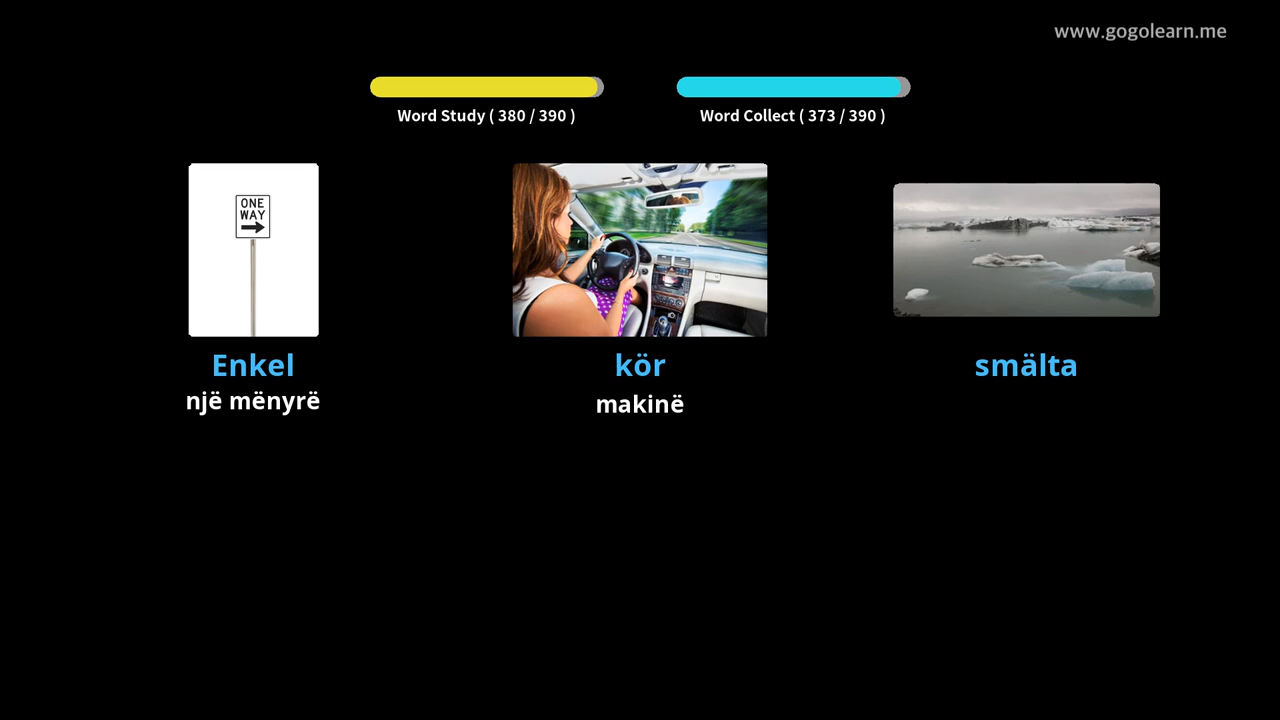 www.gogolearn.me
Word Study ( 380 / 390 )
Word Collect ( 373 / 390 )
ONE
WAY
Enkel
një mënyrë
kör
makinë
smälta